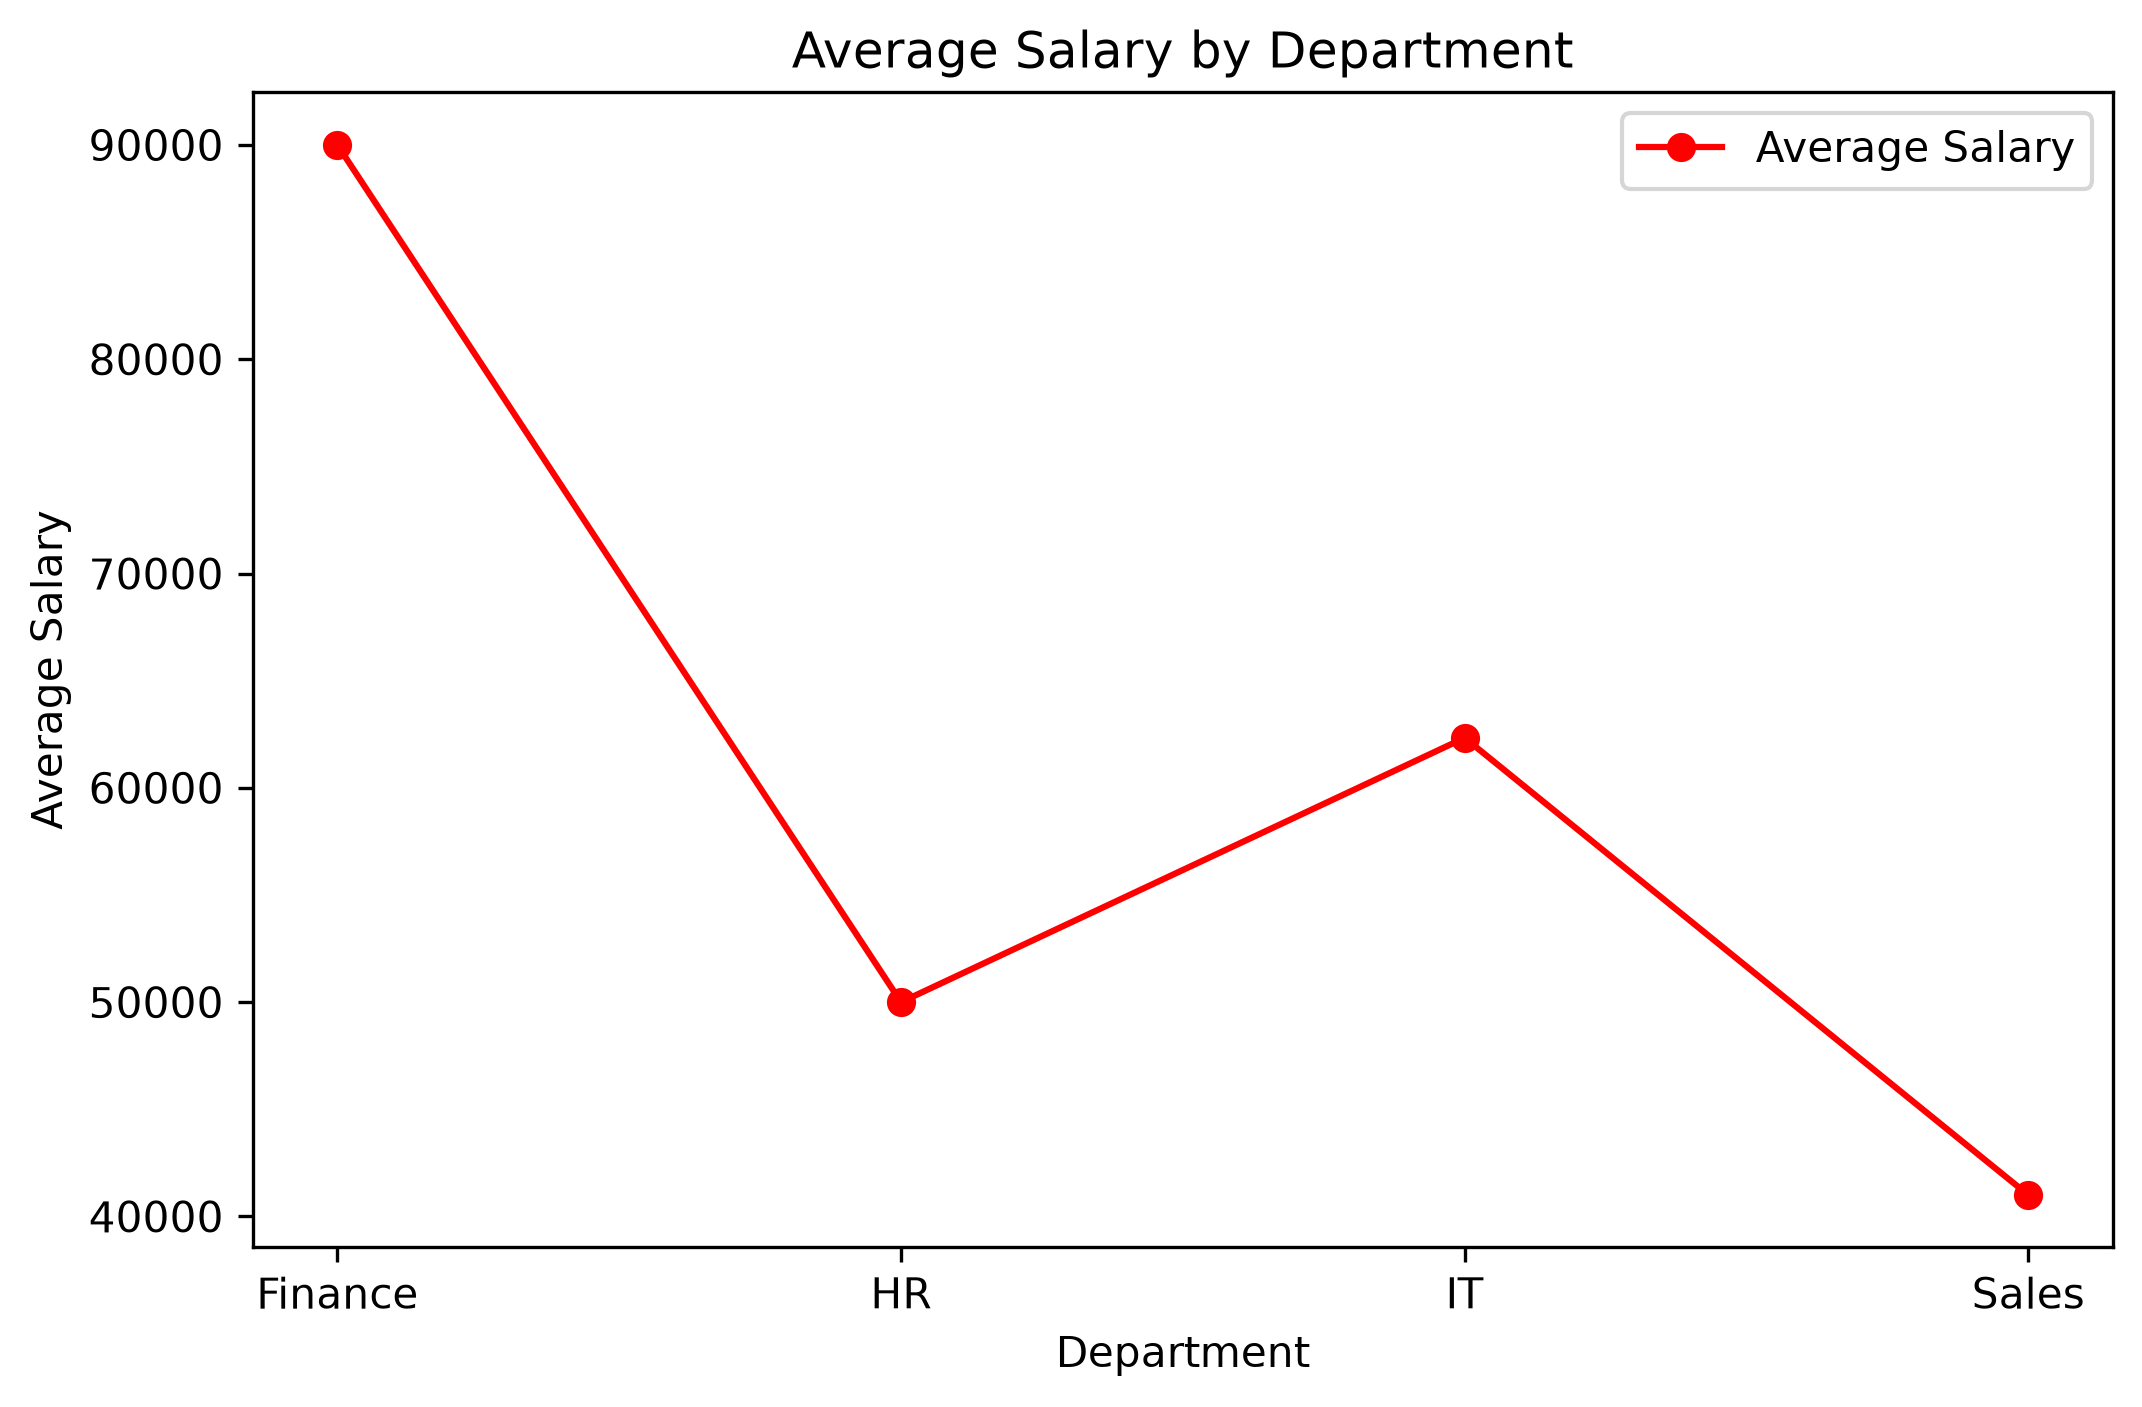 Average Salary by Department
Average Salary
90000
80000
70000
60000
50000
40000
Average Salary
Finance HR IT Sales
Department